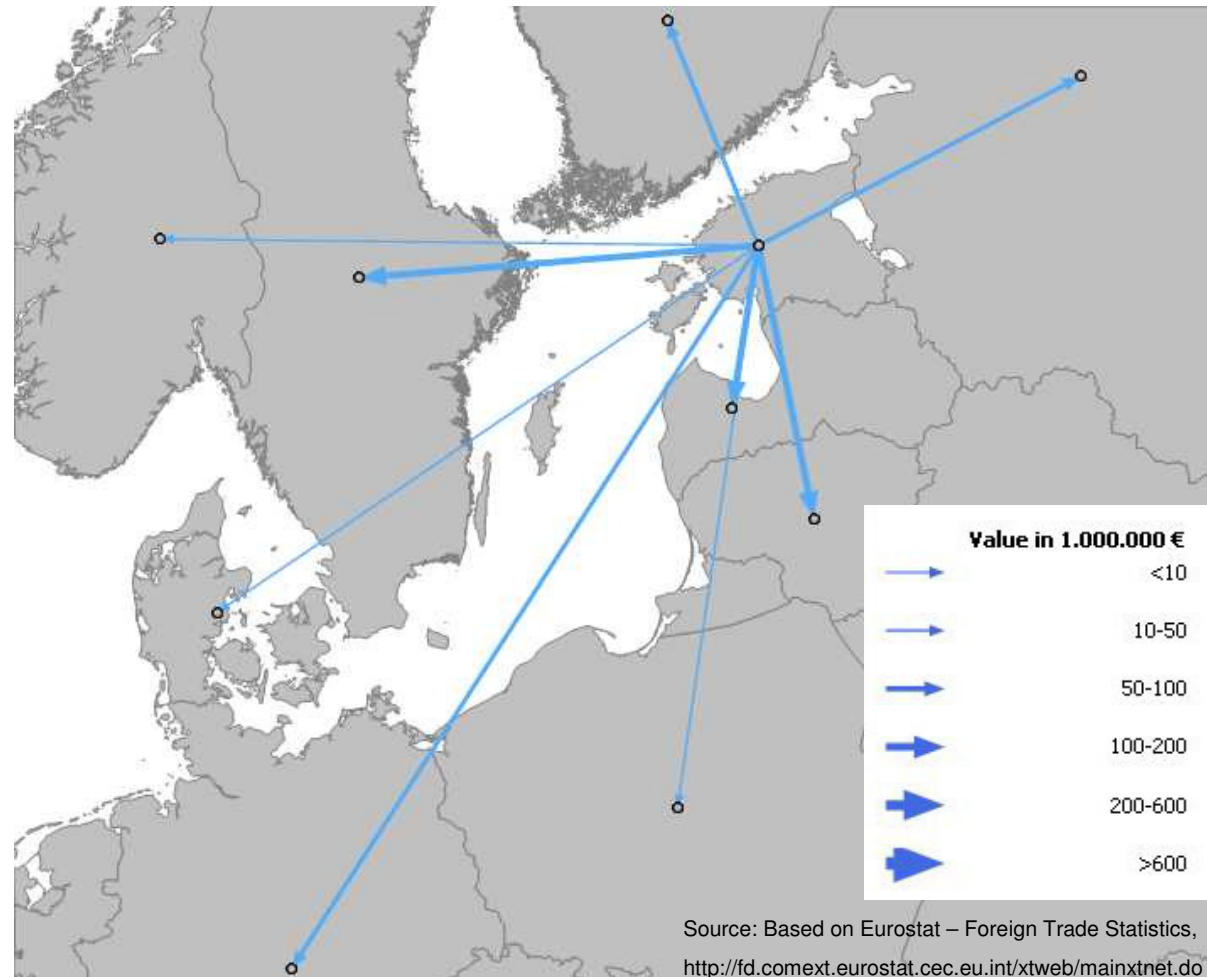 Value in 1.000.000 €
<10
10-50
50-100
100-200
200-600
>600
Source: Based on Eurostat – Foreign Trade Statistics,
http://fd.comext.eurostat.cec.eu.int/xtweb/mainxtnet.do